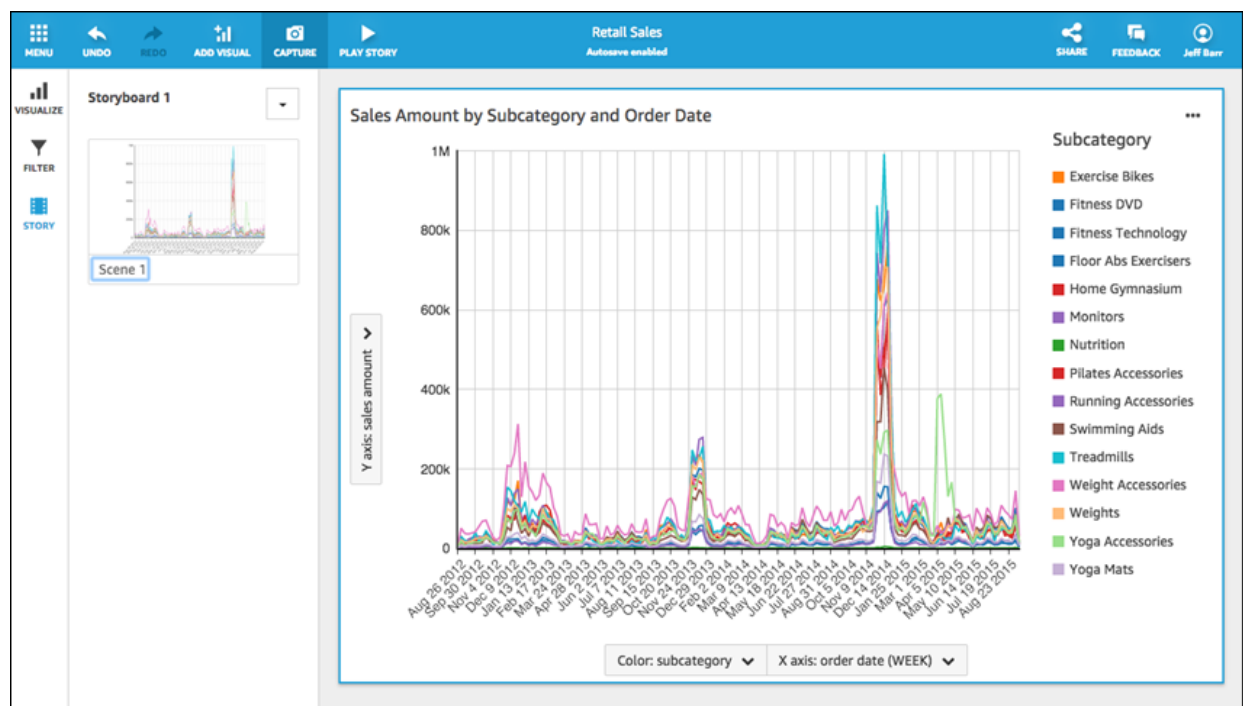 MENU
UNDO
REDO
ADD VISUAL
CAPTURE
PLAY STORY
Retail Sales
Autosave enabled
SHARE
FEEDBACK
Jeff Barr
VISUALIZE
FILTER
STORY
Storyboard 1
Scene 1
Sales Amount by Subcategory and Order Date
Y axis: sales amount
1M
800k
600k
400k
200k
0
Aug 26 2012
Sep 30 2012
Nov 4 2012
Dec 9 2012
Jan 13 2013
Feb 17 2013
Mar 24 2013
Apr 28 2013
Jun 2 2013
Jul 7 2013
Aug 11 2013
Sep 15 2013
Oct 20 2013
Nov 24 2013
Dec 29 2013
Feb 2 2014
Mar 9 2014
Apr 13 2014
May 18 2014
Jun 22 2014
Jul 27 2014
Aug 31 2014
Oct 5 2014
Nov 9 2014
Dec 14 2014
Jan 25 2015
Mar 1 2015
Apr 5 2015
May 10 2015
Jun 14 2015
Jul 19 2015
Aug 23 2015
Color: subcategory
X axis: order date (WEEK)
Subcategory
Exercise Bikes
Fitness DVD
Fitness Technology
Floor Abs Exercisers
Home Gymnasium
Monitors
Nutrition
Pilates Accessories
Running Accessories
Swimming Aids
Treadmills
Weight Accessories
Weights
Yoga Accessories
Yoga Mats